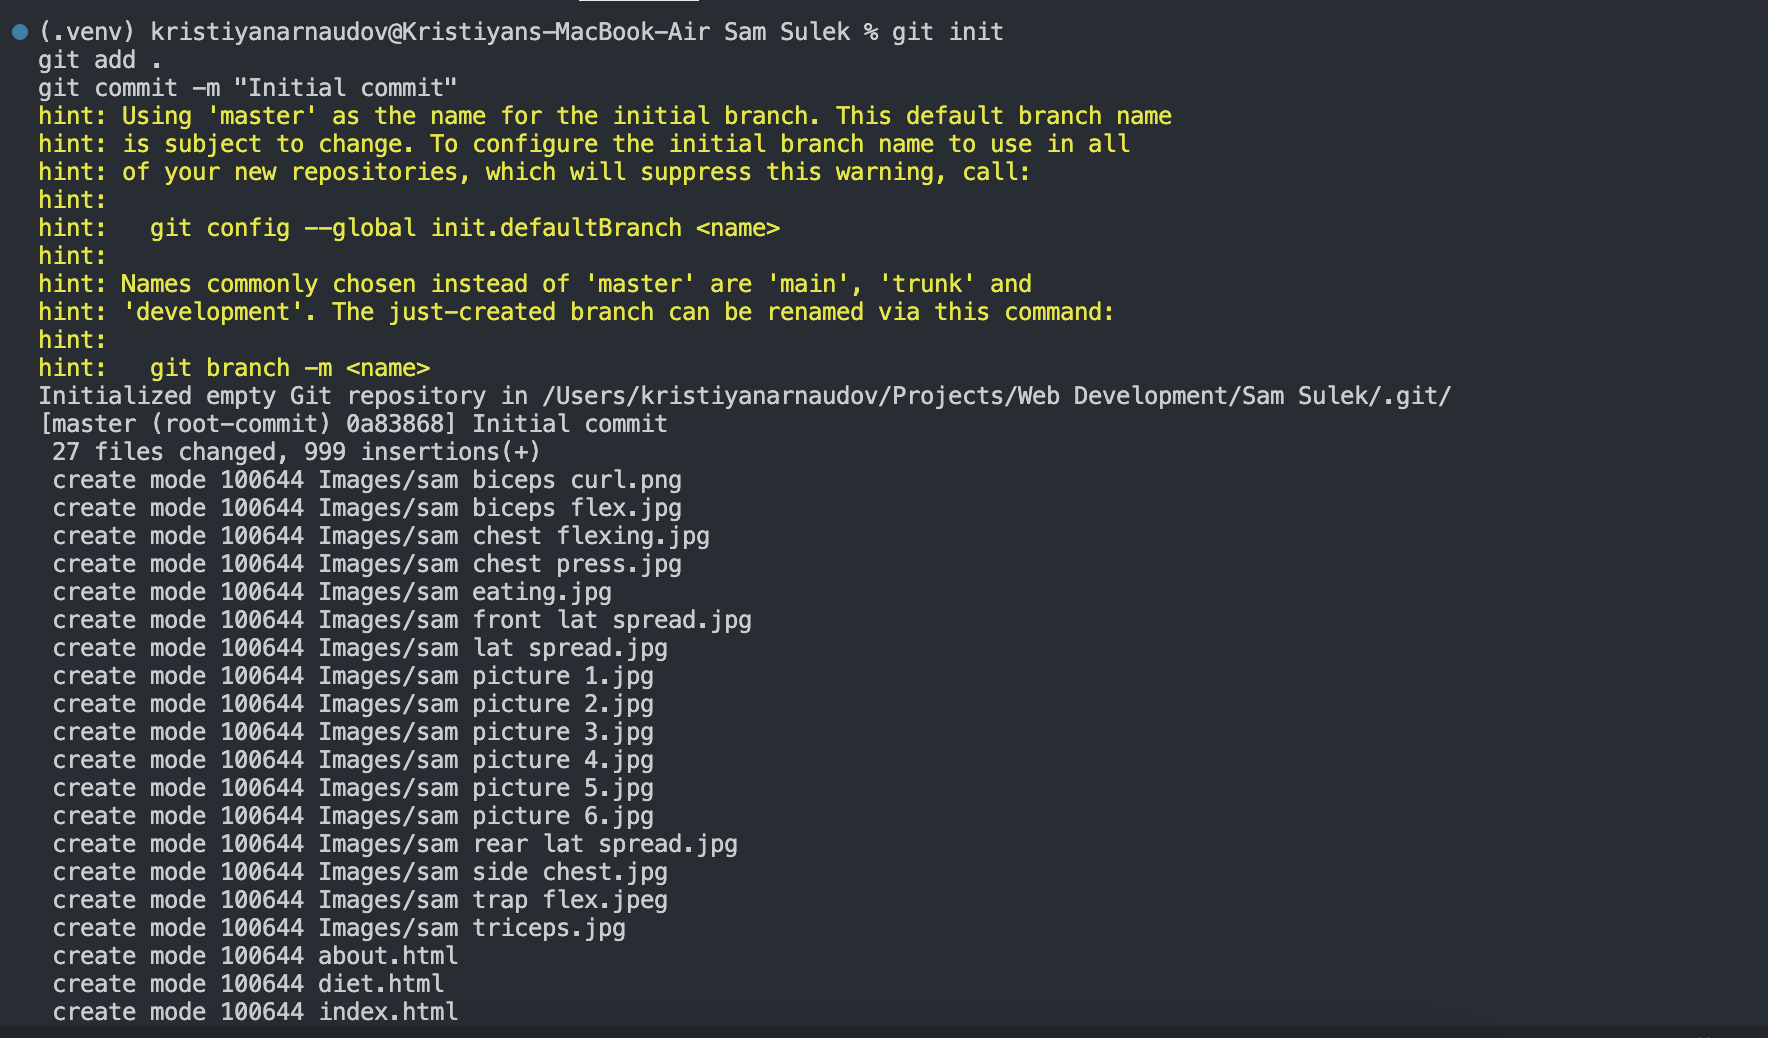 (.venv) kristiyanarnaudov@Kristiyans-MacBook-Air Sam Sulek % git init
git add .
git commit -m "Initial commit"
hint: Using 'master' as the name for the initial branch. This default branch name
hint: is subject to change. To configure the initial branch name to use in all
hint: of your new repositories, which will suppress this warning, call:
hint:
hint:   git config --global init.defaultBranch <name>
hint:
hint: Names commonly chosen instead of 'master' are 'main', 'trunk' and
hint: 'development'. The just-created branch can be renamed via this command:
hint:
hint:   git branch -m <name>
Initialized empty Git repository in /Users/kristiyanarnaudov/Projects/Web Development/Sam Sulek/.git/
[master (root-commit) 0a83868] Initial commit
 27 files changed, 999 insertions(+)
 create mode 100644 Images/sam biceps curl.png
 create mode 100644 Images/sam biceps flex.jpg
 create mode 100644 Images/sam chest flexing.jpg
 create mode 100644 Images/sam chest press.jpg
 create mode 100644 Images/sam eating.jpg
 create mode 100644 Images/sam front lat spread.jpg
 create mode 100644 Images/sam lat spread.jpg
 create mode 100644 Images/sam picture 1.jpg
 create mode 100644 Images/sam picture 2.jpg
 create mode 100644 Images/sam picture 3.jpg
 create mode 100644 Images/sam picture 4.jpg
 create mode 100644 Images/sam picture 5.jpg
 create mode 100644 Images/sam picture 6.jpg
 create mode 100644 Images/sam rear lat spread.jpg
 create mode 100644 Images/sam side chest.jpg
 create mode 100644 Images/sam trap flex.jpeg
 create mode 100644 Images/sam triceps.jpg
 create mode 100644 about.html
 create mode 100644 diet.html
 create mode 100644 index.html